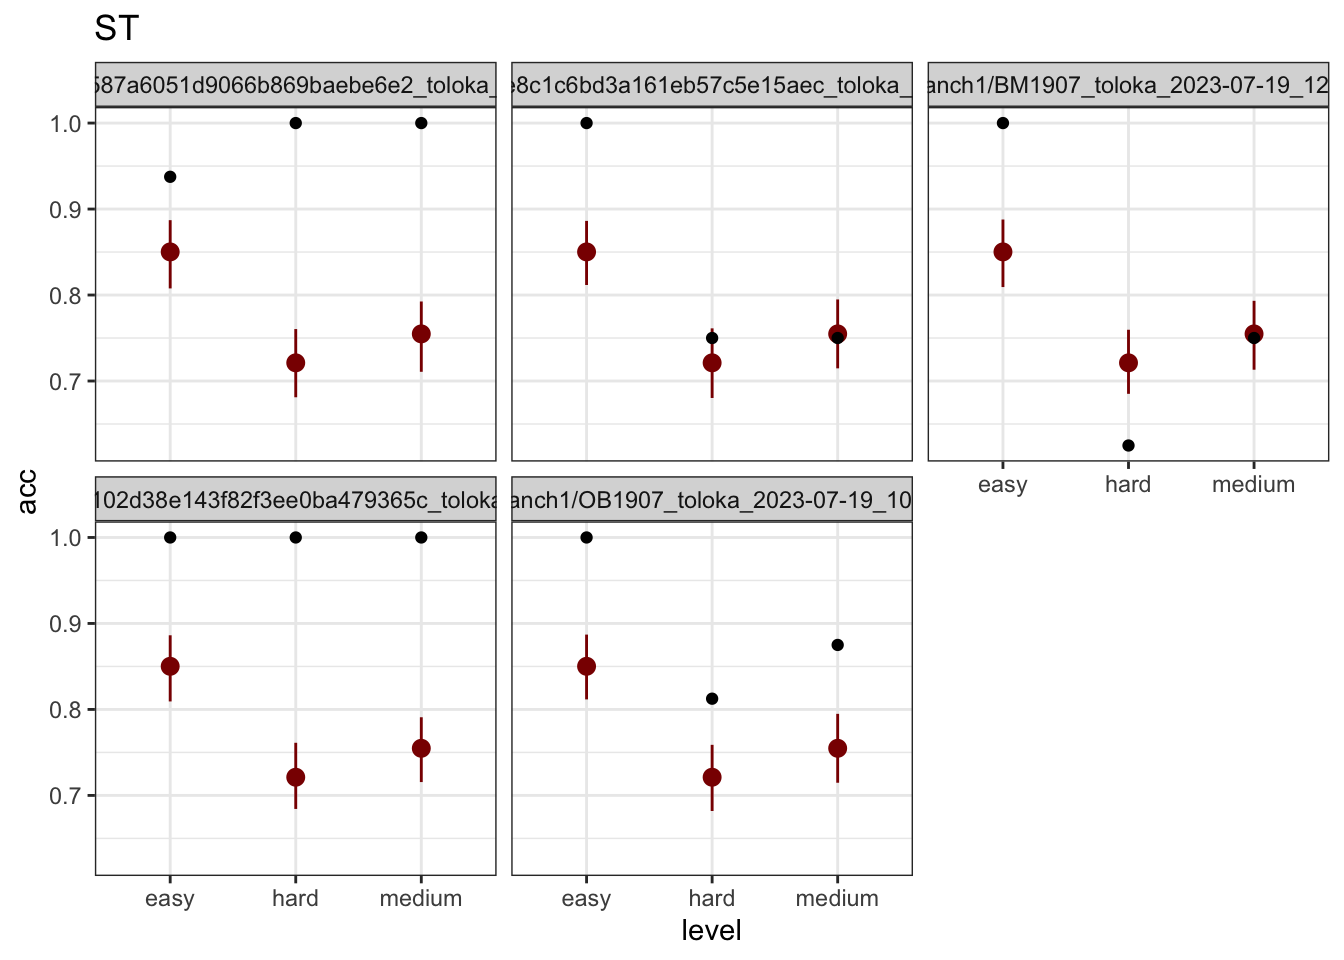 ST
587a6051d9066b869baebe6e2_toloka_
e8c1c6bd3a161eb57c5e15aec_toloka_
anch1/BM1907_toloka_2023-07-19_12
1.0
0.9
0.8
0.7
easy hard medium
acc
102d38e143f82f3ee0ba479365c_toloka
anch1/OB1907_toloka_2023-07-19_10
1.0
0.9
0.8
0.7
easy hard medium
easy hard medium
level